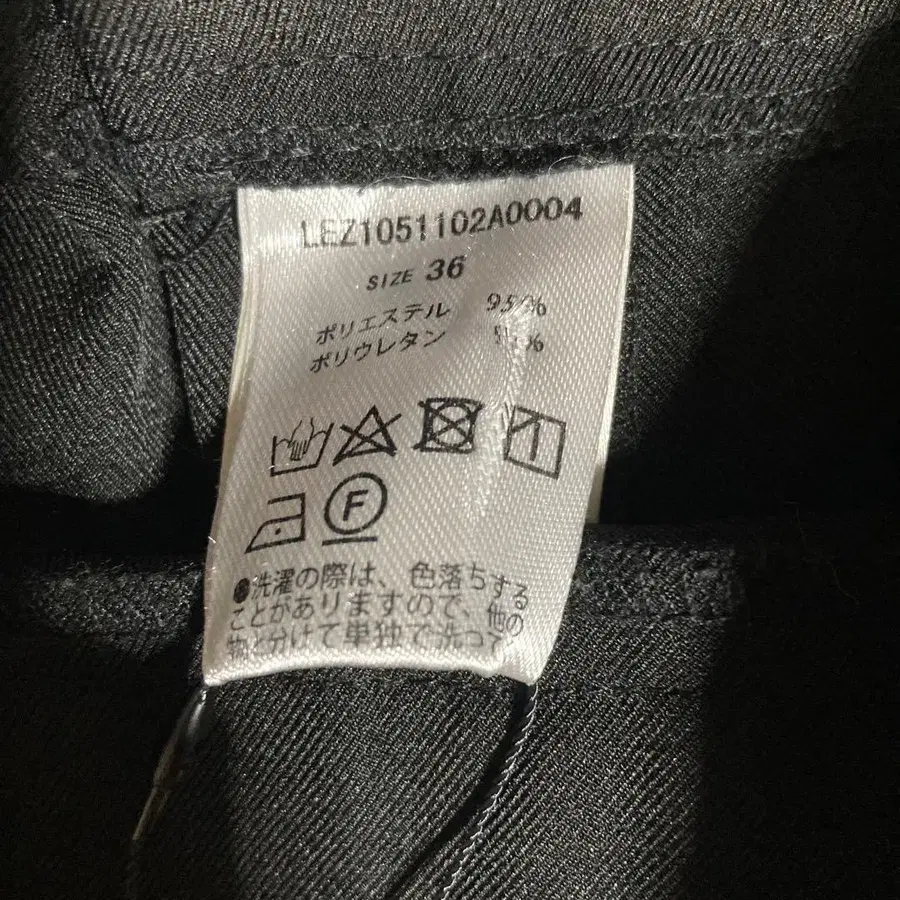 LEZ1051102A0004
SIZE 36
ポリエステル 95%
ポリウレタン 5%
F
●洗濯の際は、色落ちする
ことがありますので、他の
物と分けて単独で洗って